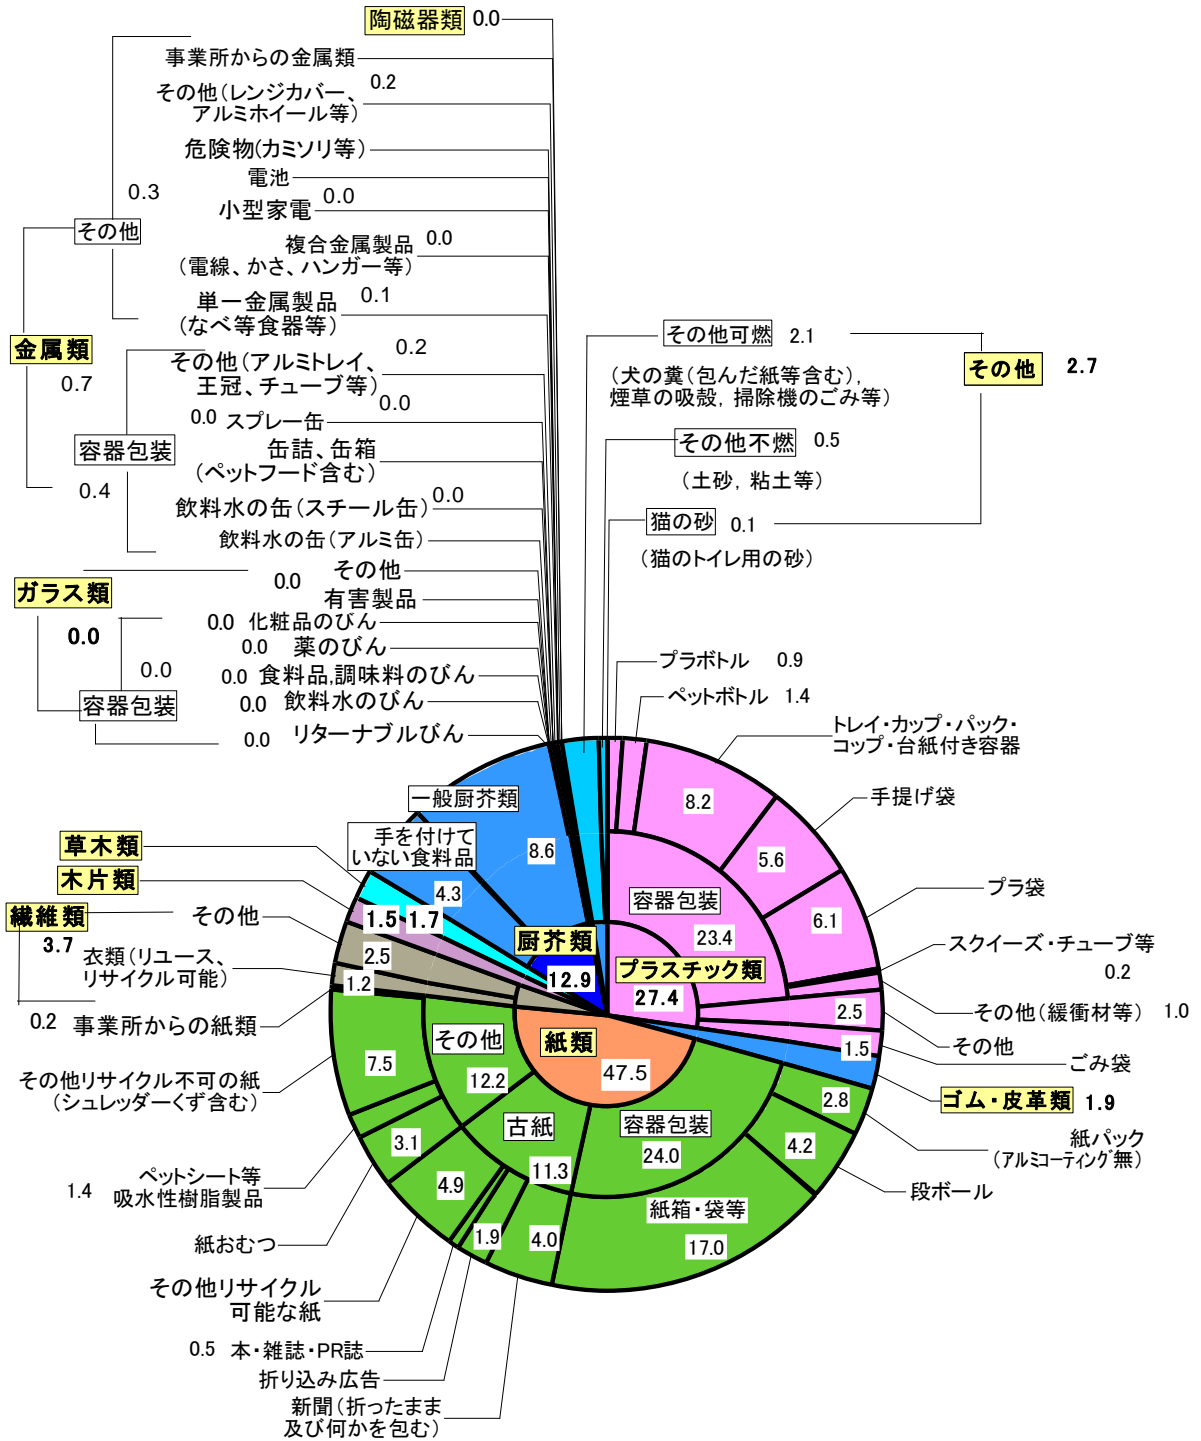 陶磁器類 0.0
事業所からの金属類
その他(レンジカバー、 0.2
アルミホイール等)
危険物(カミソリ等)
電池
0.3
小型家電 0.0
その他
複合金属製品 0.0
(電線、かさ、ハンガー等)
単一金属製品 0.1
(なべ等食器等)
金属類
0.7
その他(アルミトレイ、 0.2
王冠、チューブ等)
0.0 スプレー缶 0.0
容器包装
0.4
缶詰、缶箱
(ペットフード含む)
飲料水の缶(スチール缶) 0.0
飲料水の缶(アルミ缶)
その他
0.0
ガラス類
0.0
有害製品
0.0 化粧品のびん
0.0 薬のびん
0.0 食料品,調味料のびん
0.0
容器包装
0.0 飲料水のびん
0.0 リターナブルびん
その他可燃 2.1
(犬の糞(包んだ紙等含む),
煙草の吸殻, 掃除機のごみ等)
その他 2.7
その他不燃 0.5
(土砂, 粘土等)
猫の砂 0.1
(猫のトイレ用の砂)
プラボトル 0.9
ペットボトル 1.4
トレイ・カップ・パック・
コップ・台紙付き容器
8.2
手提げ袋
5.6
プラ袋
6.1
スクイーズ・チューブ等
0.2
その他(緩衝材等) 1.0
その他
2.5
ごみ袋
1.5
容器包装
23.4
プラスチック類
27.4
ゴム・皮革類 1.9
紙パック
(アルミコーティング無)
2.8
段ボール
4.2
紙箱・袋等
17.0
容器包装
24.0
紙類
47.5
古紙
11.3
新聞(折ったまま
及び何かを包む)
4.0
折り込み広告
1.9
0.5 本・雑誌・PR誌
その他リサイクル
可能な紙
4.9
その他
12.2
紙おむつ
3.1
1.4
ペットシート等
吸水性樹脂製品
その他リサイクル不可の紙
(シュレッダーくず含む)
7.5
0.2 事業所からの紙類
繊維類
3.7
衣類(リユース、
リサイクル可能)
1.2
その他
2.5
木片類
1.5
草木類
1.7
厨芥類
12.9
手を付けて
いない食料品
4.3
一般厨芥類
8.6